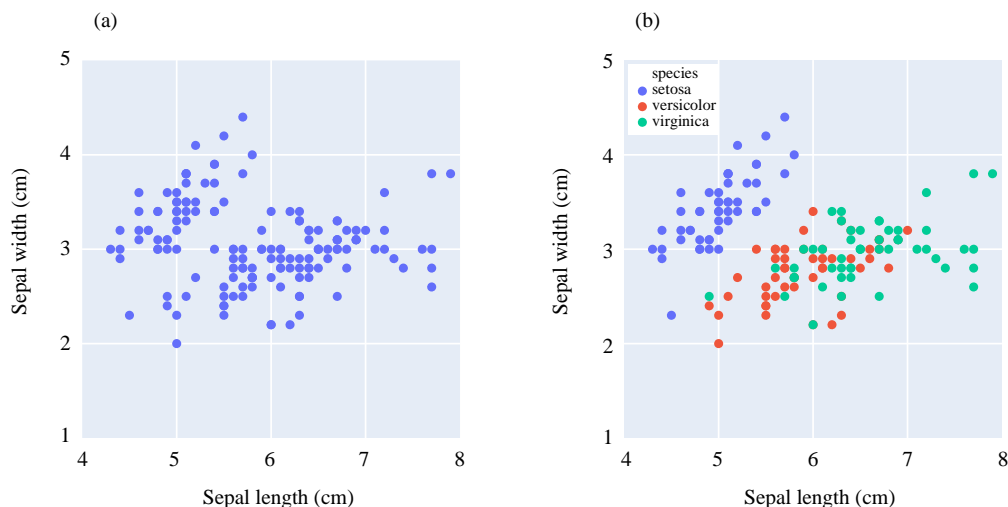 (a)
5
4
3
2
1
4 5 6 7 8
Sepal length (cm)
Sepal width (cm)
(b)
5
4
3
2
1
4 5 6 7 8
Sepal length (cm)
Sepal width (cm)
species
setosa
versicolor
virginica